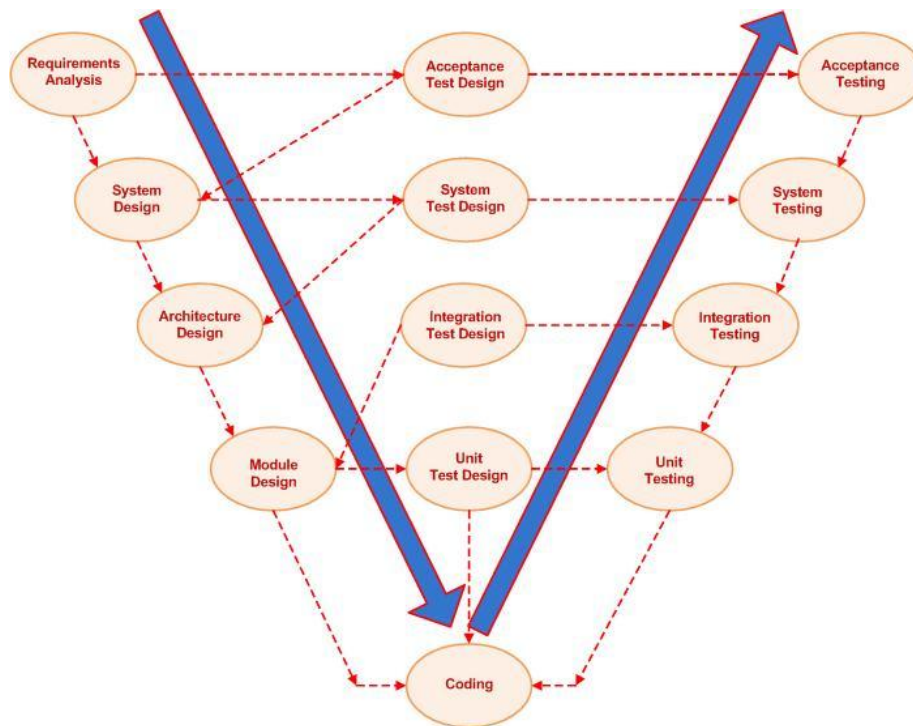 Requirements
Analysis
Acceptance
Test Design
Acceptance
Testing
System
Design
System
Test Design
System
Testing
Architecture
Design
Integration
Test Design
Integration
Testing
Module
Design
Unit
Test Design
Unit
Testing
Coding